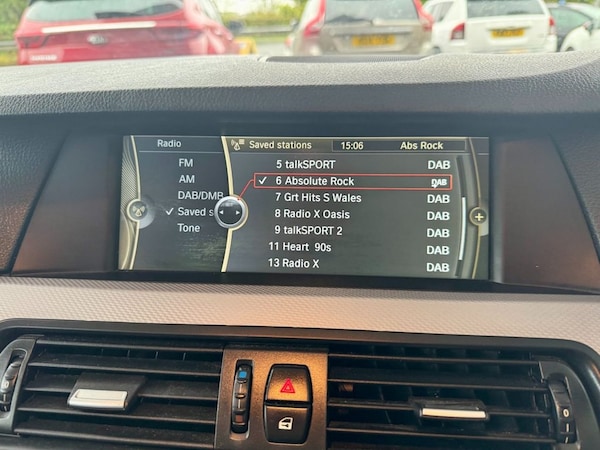 Radio
Saved stations 15:06 Abs Rock
FM
AM
DAB/DMB
✓ Saved s
Tone
5 talkSPORT DAB
✓ 6 Absolute Rock DAB
7 Grt Hits S Wales DAB
8 Radio X Oasis DAB
9 talkSPORT 2 DAB
11 Heart 90s DAB
13 Radio X DAB